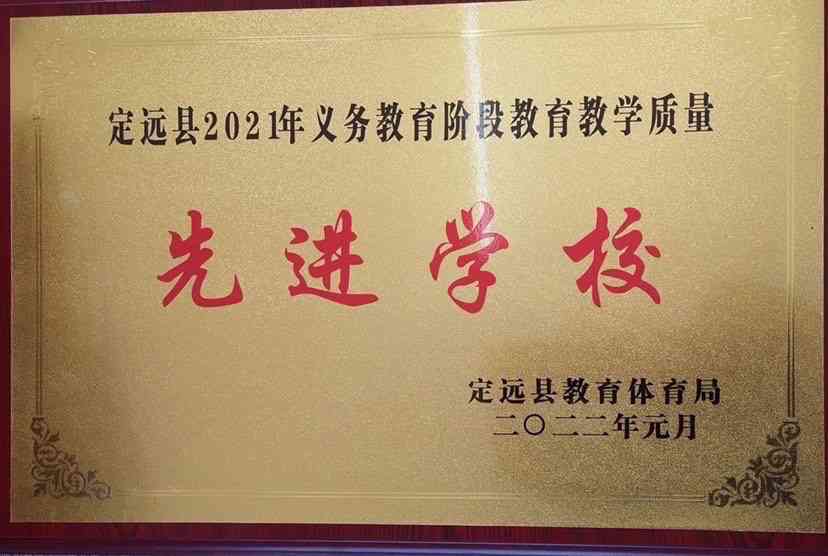 定远县2021年义务教育阶段教育教学质量
先进学校
定远县教育体育局
二〇二二年元月